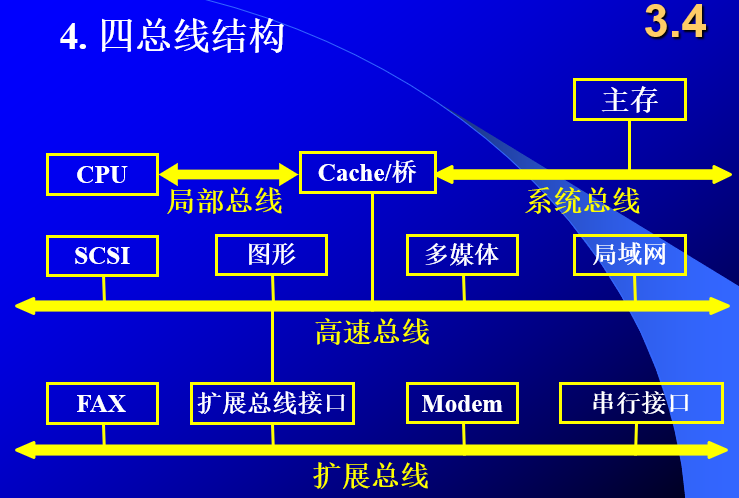 4. 四总线结构
3.4
主存
CPU
Cache/桥
局部总线
系统总线
SCSI
图形
多媒体
局域网
高速总线
FAX
扩展总线接口
Modem
串行接口
扩展总线